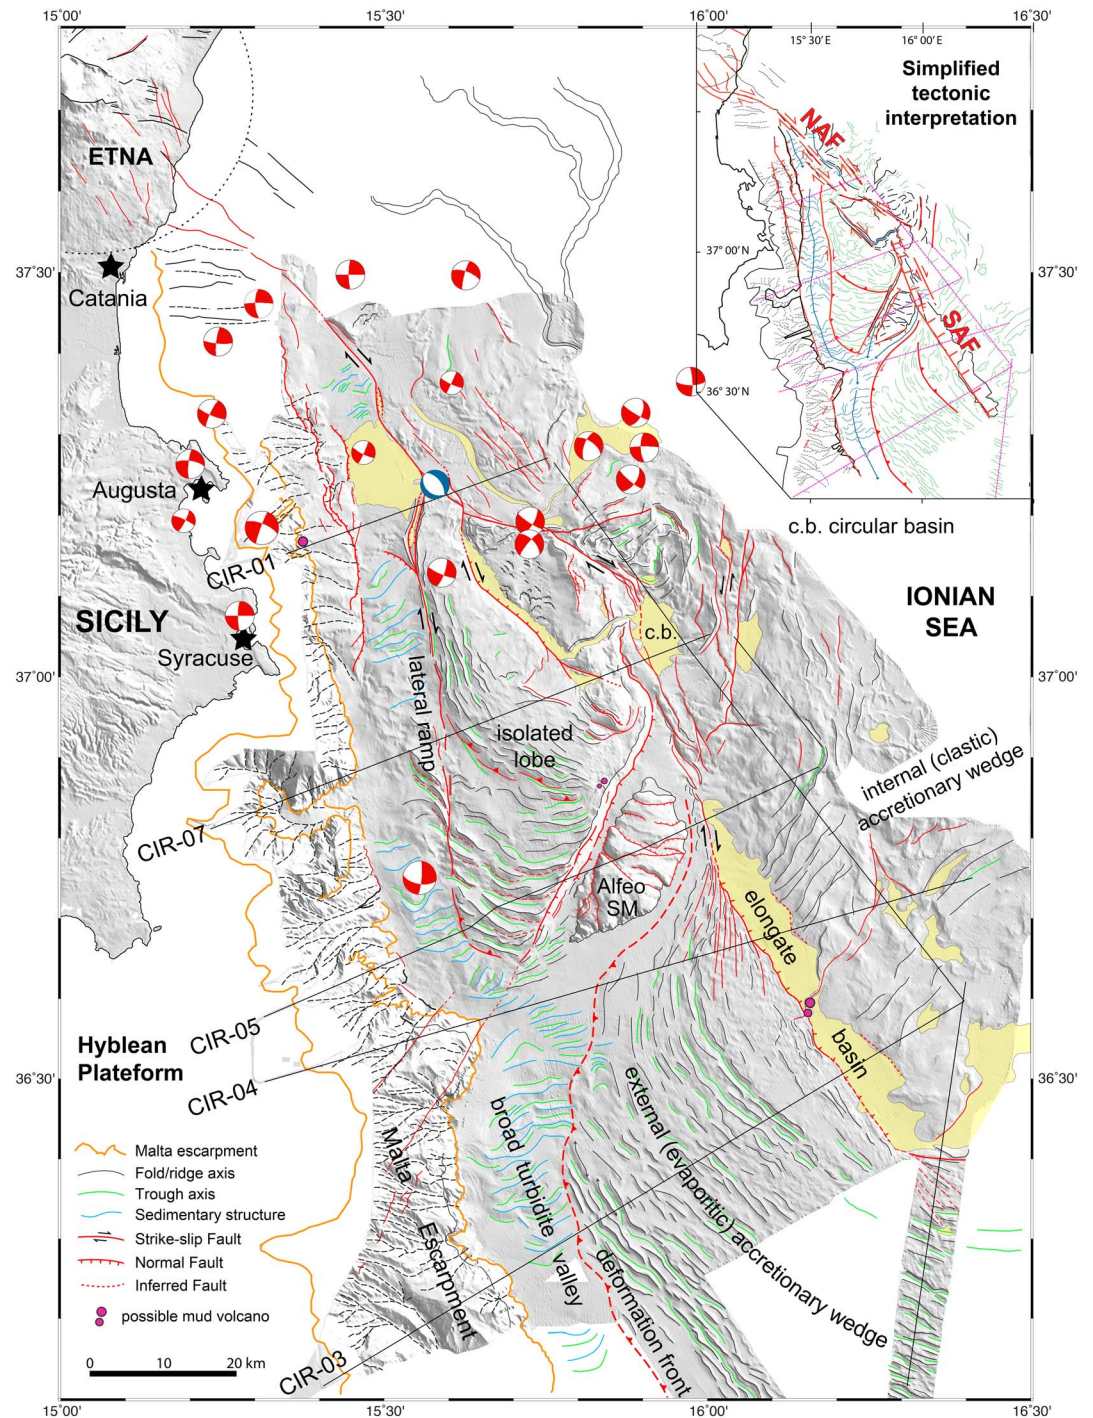 15°00'
15°30'
16°00'
16°30'
15° 30'E
16° 00'E
Simplified
tectonic
interpretation
NAF
SAF
37°00' N
36°30' N
ETNA
37°30'
37°30'
Catania
c.b. circular basin
Augusta
CIR-01
SICILY
IONIAN
SEA
Syracuse
c.b.
37°00'
37°00'
lateral ramp
isolated
lobe
internal (clastic)
accretionary wedge
CIR-07
Alfeo
SM
elongate
basin
CIR-05
Hyblean
Plateform
CIR-04
36°30'
36°30'
broad turbidite valley
external (evaporitic) accretionary wedge
Malta Escarpment
deformation front
Malta escarpment
Fold/ridge axis
Trough axis
Sedimentary structure
Strike-slip Fault
Normal Fault
Inferred Fault
possible mud volcano
0 10 20 km
CIR-03
15°00'
15°30'
16°00'
16°30'